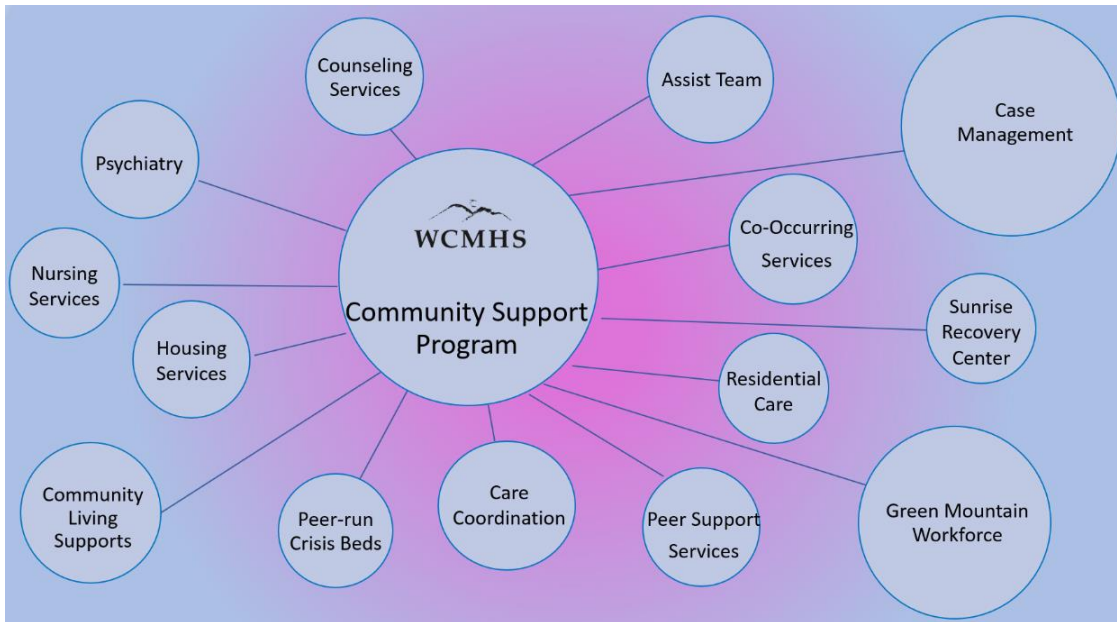 Counseling
Services
Assist Team
Case
Management
Psychiatry
WCMHS
Community Support
Program
Co-Occurring
Services
Nursing
Services
Housing
Services
Sunrise
Recovery
Center
Residential
Care
Community
Living
Supports
Peer-run
Crisis Beds
Care
Coordination
Peer Support
Services
Green Mountain
Workforce